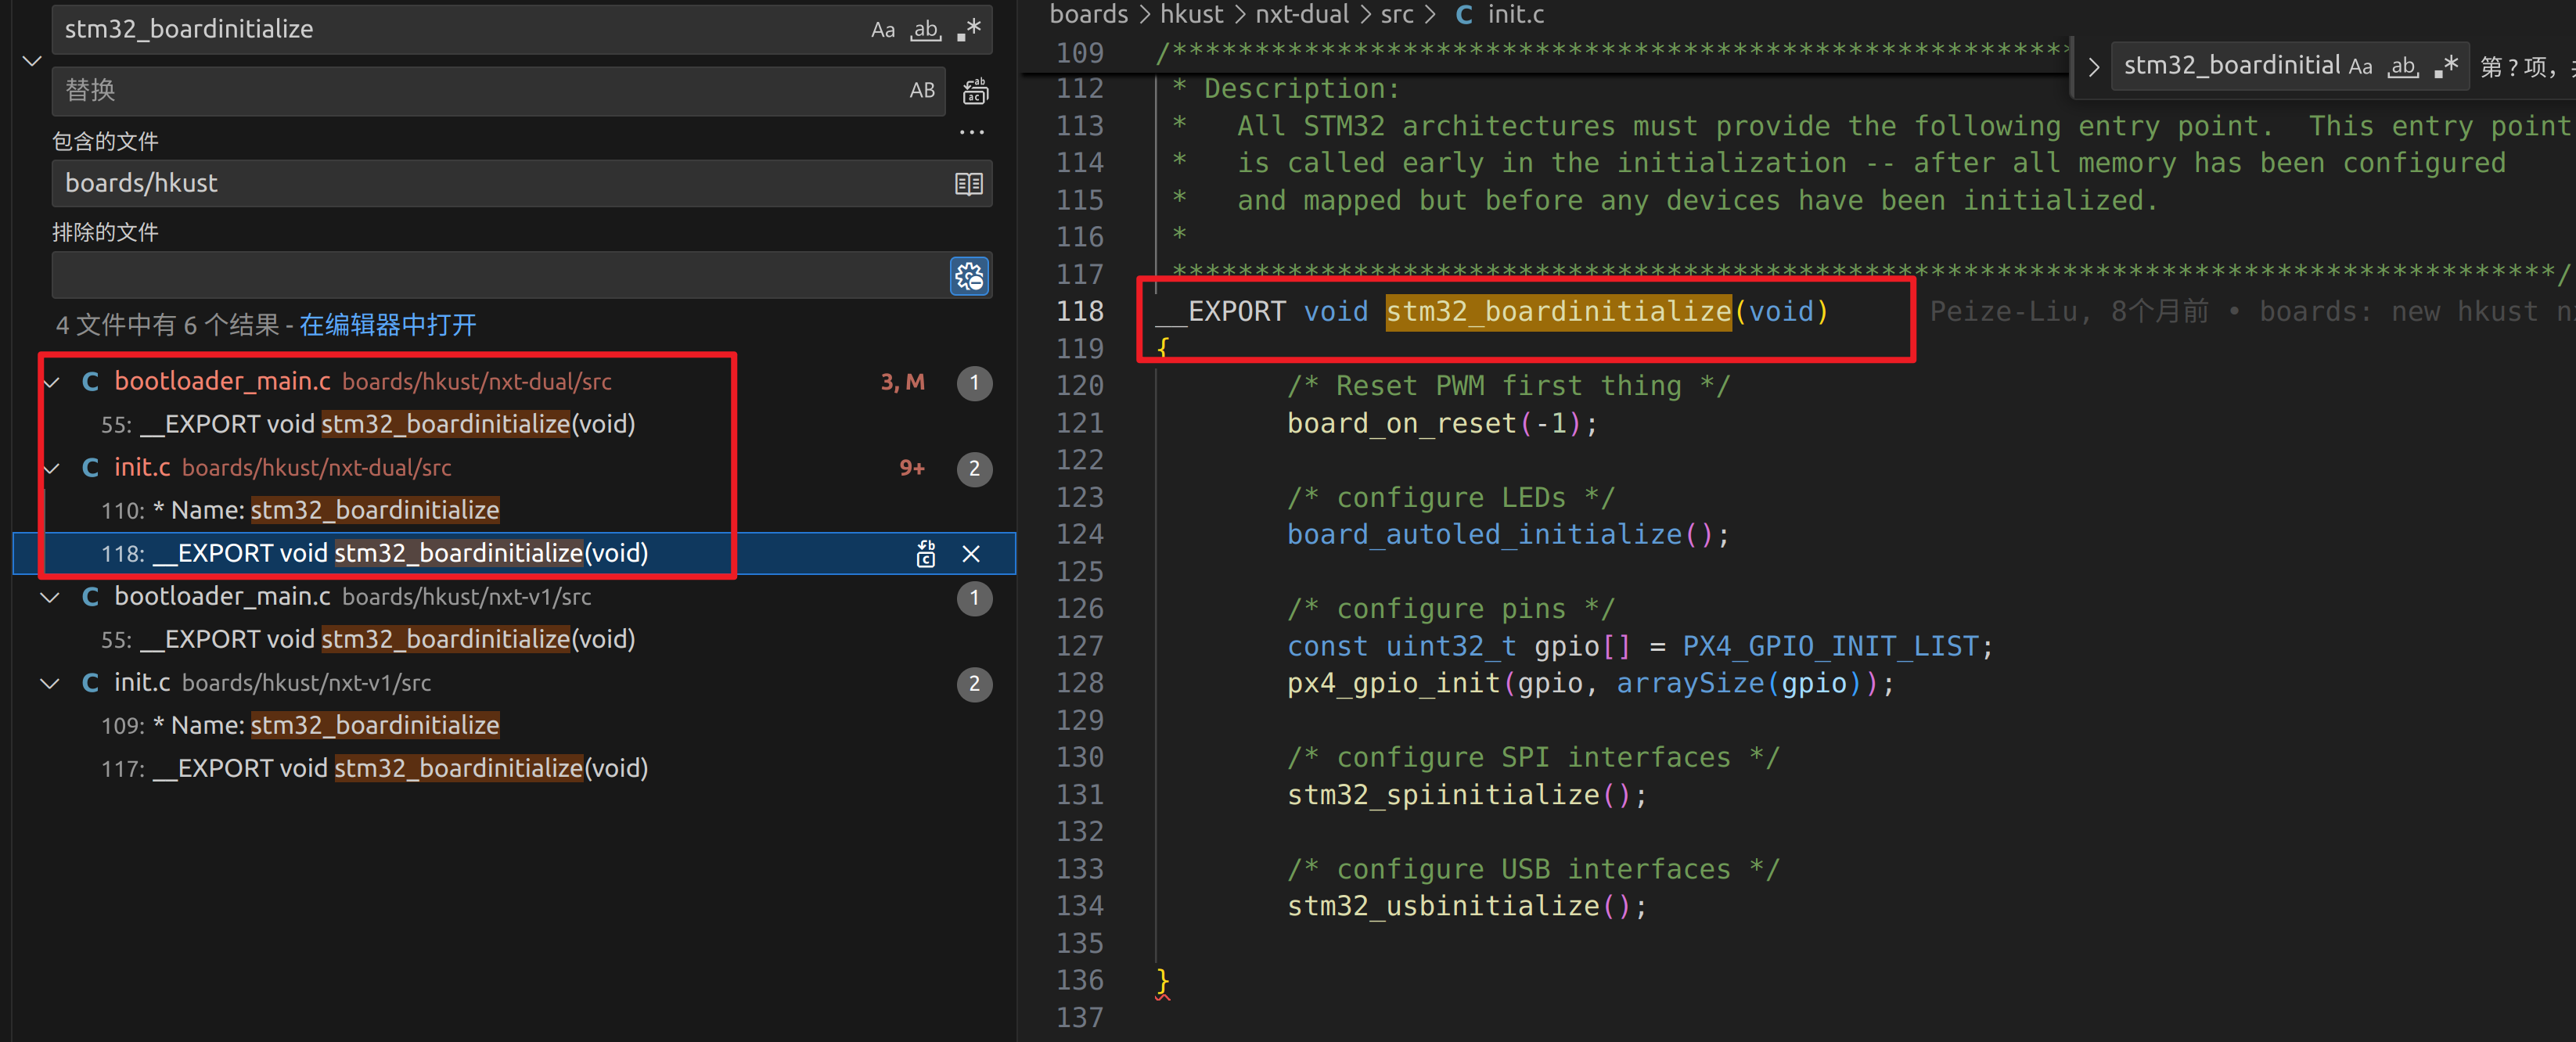 stm32_boardinitialize
Aa ab .*
替换
AB
包含的文件
...
boards/hkust
排除的文件
4 文件中有 6 个结果 - 在编辑器中打开
C bootloader_main.c boards/hkust/nxt-dual/src 3, M 1
55: __EXPORT void stm32_boardinitialize(void)
C init.c boards/hkust/nxt-dual/src 9+ 2
110: * Name: stm32_boardinitialize
118: __EXPORT void stm32_boardinitialize(void)
C bootloader_main.c boards/hkust/nxt-v1/src 1
55: __EXPORT void stm32_boardinitialize(void)
C init.c boards/hkust/nxt-v1/src 2
109: * Name: stm32_boardinitialize
117: __EXPORT void stm32_boardinitialize(void)
boards > hkust > nxt-dual > src > C init.c
stm32_boardinitial Aa ab .* 第 ? 项，
109 /*******************************************************
112 * Description:
113 *   All STM32 architectures must provide the following entry point.  This entry point
114 *   is called early in the initialization -- after all memory has been configured
115 *   and mapped but before any devices have been initialized.
116 *
117 ************************************************************************************/
118 __EXPORT void stm32_boardinitialize(void) Peize-Liu, 8个月前 • boards: new hkust
119 {
120 /* Reset PWM first thing */
121 board_on_reset(-1);
122
123 /* configure LEDs */
124 board_autoled_initialize();
125
126 /* configure pins */
127 const uint32_t gpio[] = PX4_GPIO_INIT_LIST;
128 px4_gpio_init(gpio, arraySize(gpio));
129
130 /* configure SPI interfaces */
131 stm32_spiinitialize();
132
133 /* configure USB interfaces */
134 stm32_usbinitialize();
135
136 }
137